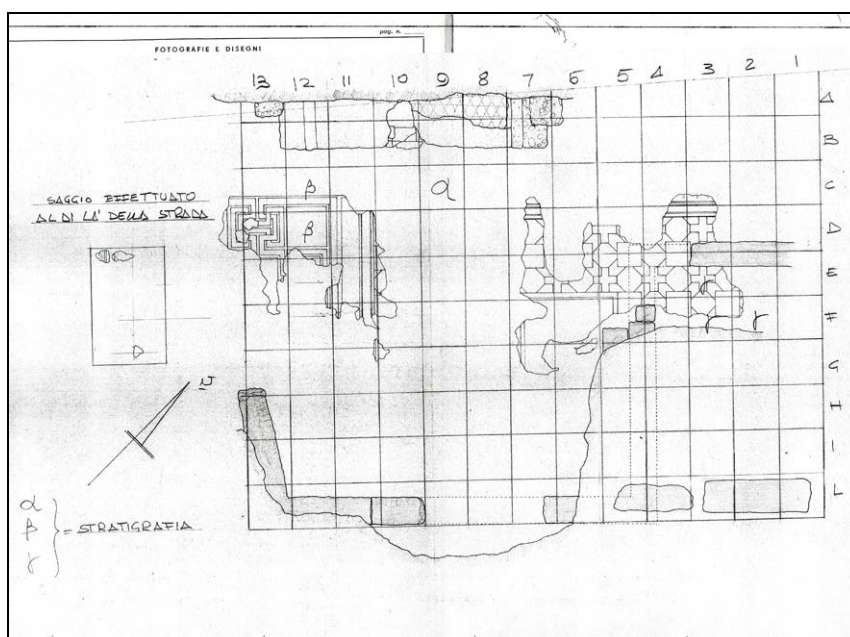 pag. n.
FOTOGRAFIE E DISEGNI
13 12 11 10 9 8 7 6 5 4 3 2 1
A
B
C
D
E
F
G
H
I
L
β
α
β
γ
SAGGIO EFFETTUATO
AL DI LA' DELLA STRADA
N
α
β
γ
= STRATIGRAFIA